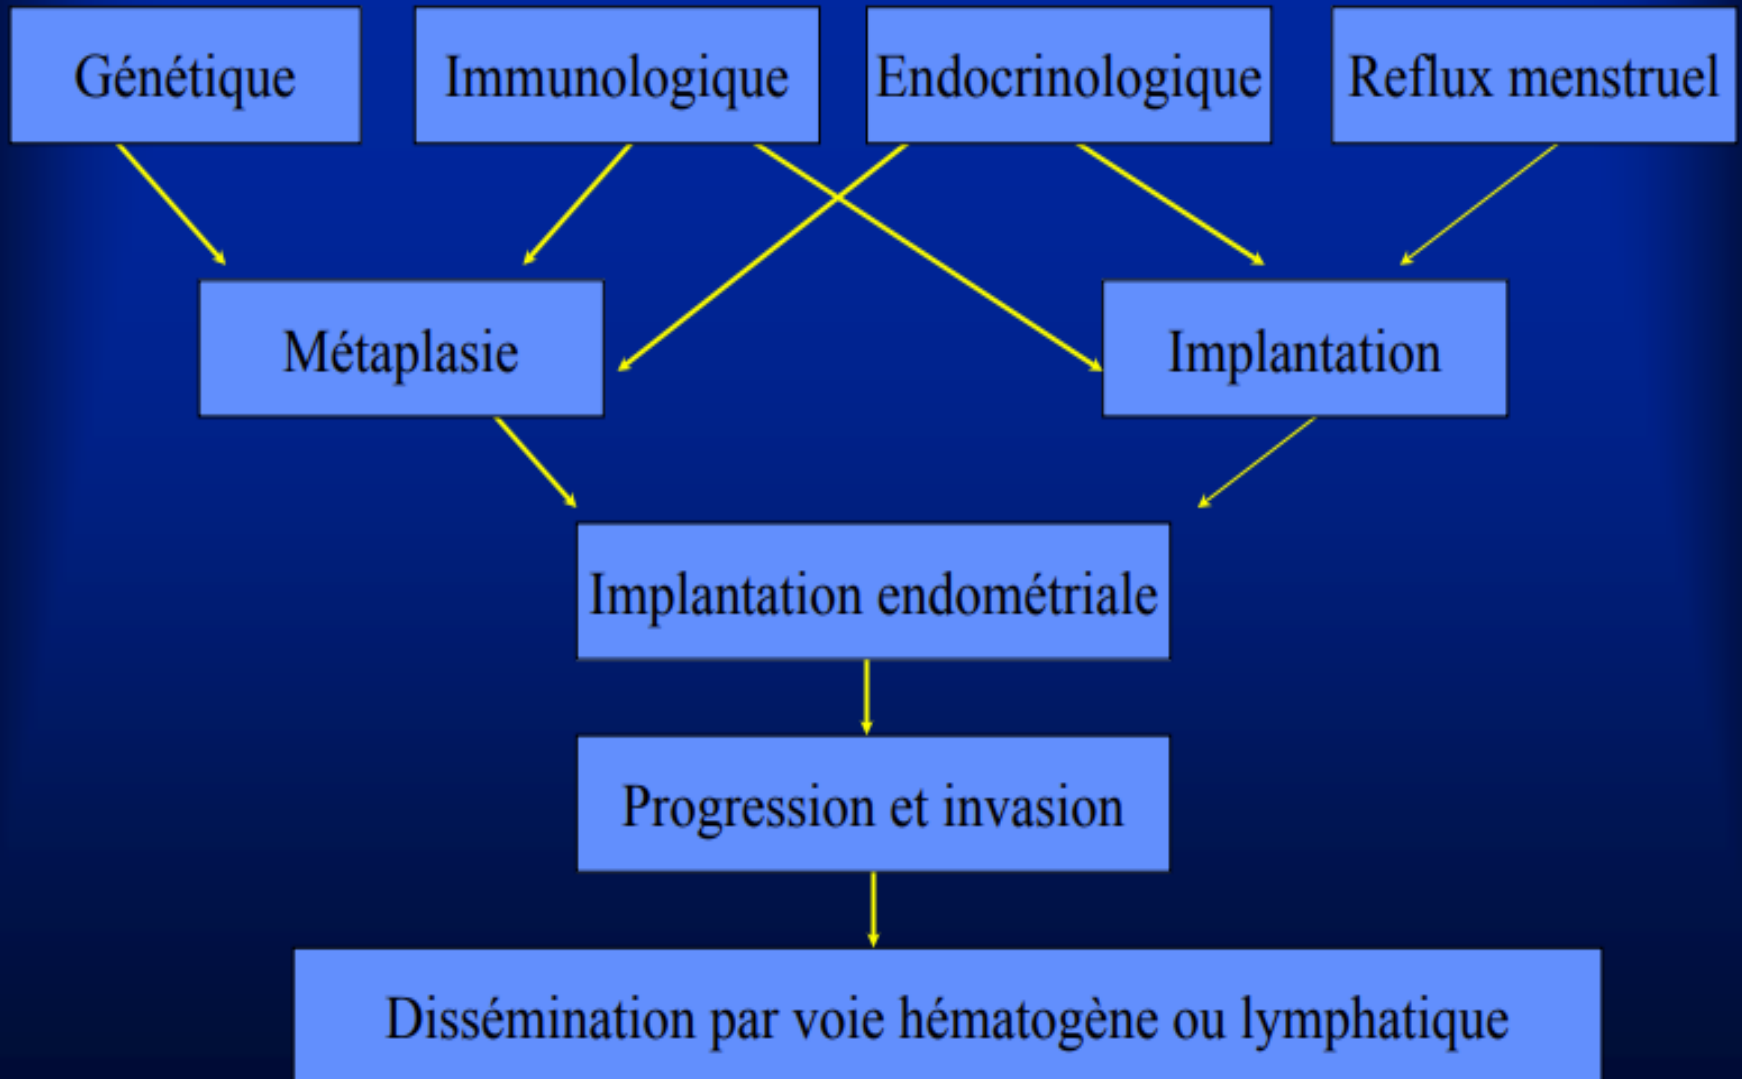 Génétique
Immunologique
Endocrinologique
Reflux menstruel
Métaplasie
Implantation
Implantation endométriale
Progression et invasion
Dissémination par voie hématogène ou lymphatique